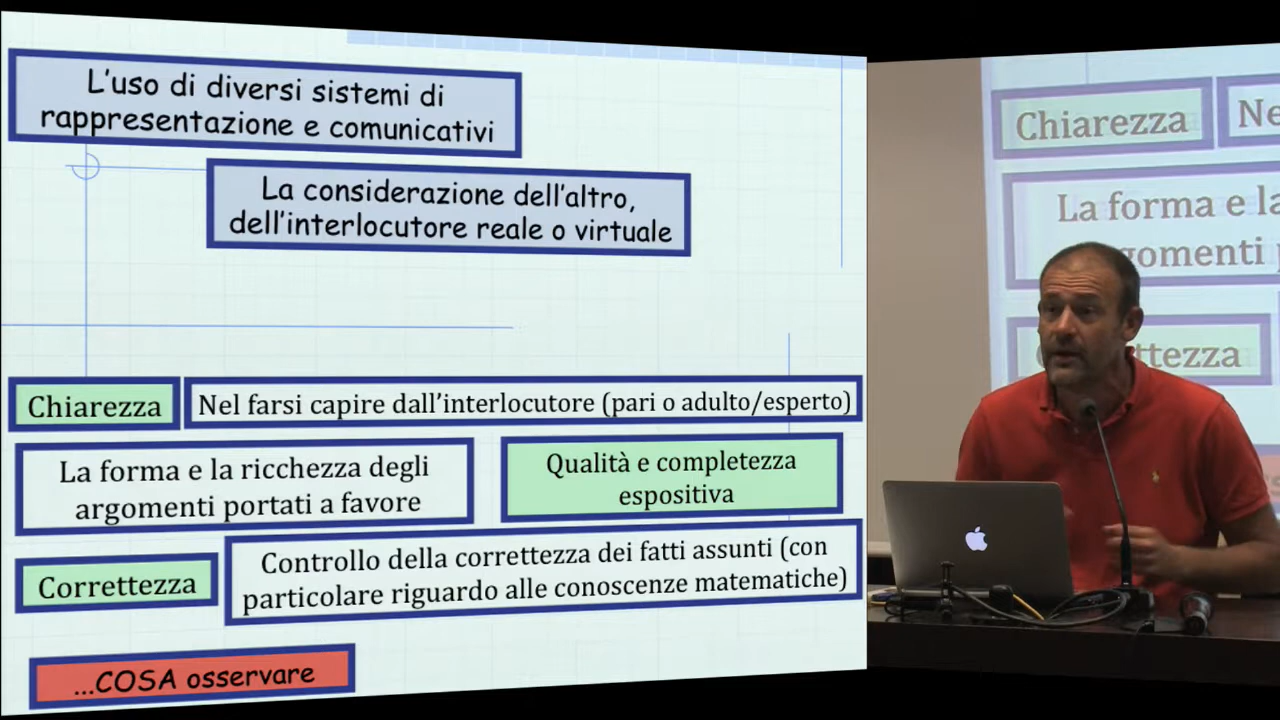 L'uso di diversi sistemi di
rappresentazione e comunicativi
La considerazione dell'altro,
dell'interlocutore reale o virtuale
Chiarezza
Nel farsi capire dall'interlocutore (pari o adulto/esperto)
La forma e la ricchezza degli
argomenti portati a favore
Qualità e completezza
espositiva
Correttezza
Controllo della correttezza dei fatti assunti (con
particolare riguardo alle conoscenze matematiche)
...COSA osservare
Chiarezza
Ne
La forma e la
gomenti
ttezza